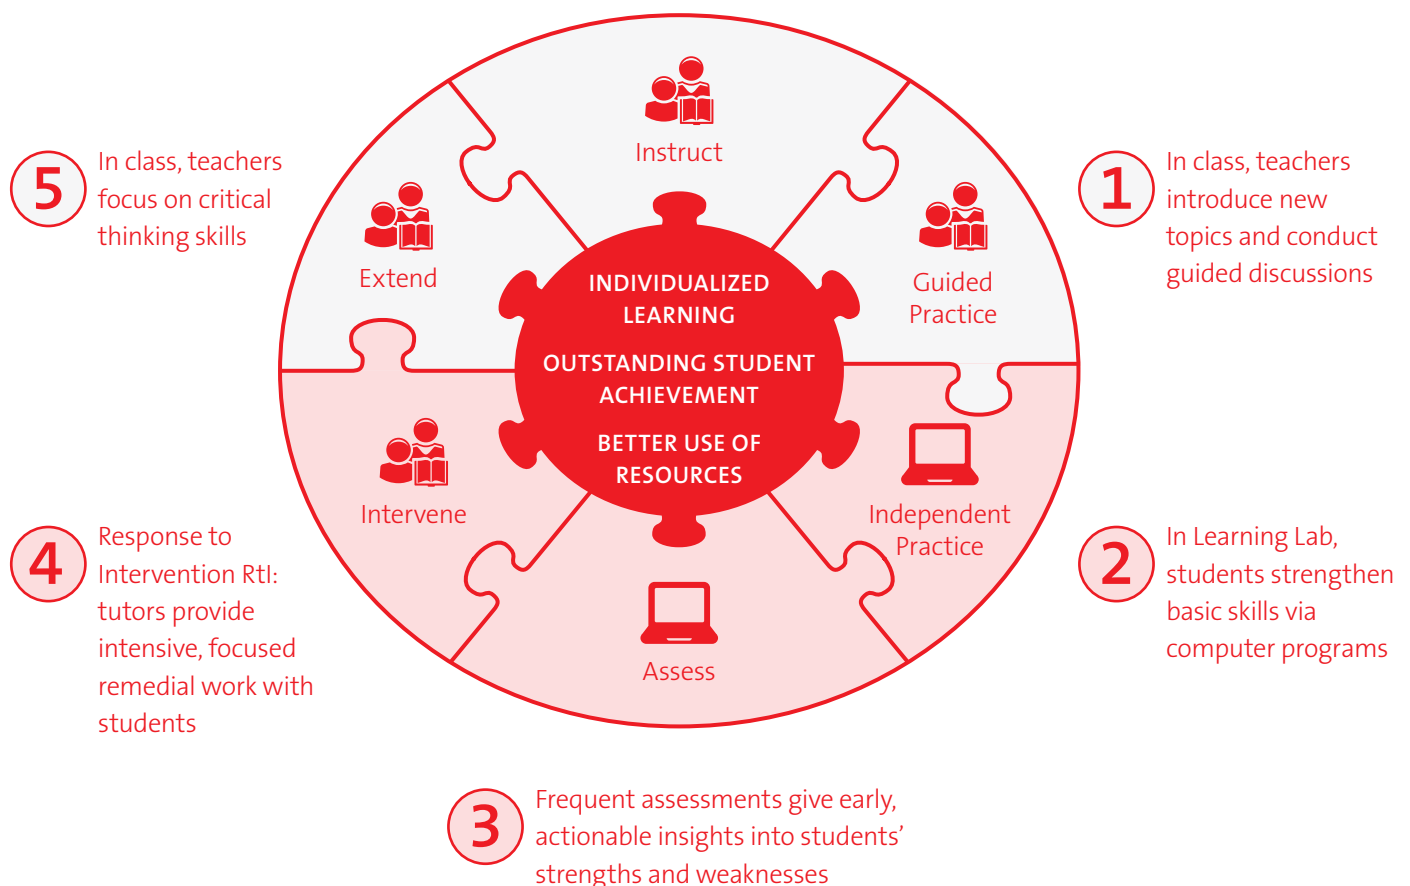 Instruct
Guided
Practice
Independent
Practice
Assess
Intervene
Extend
INDIVIDUALIZED
LEARNING
OUTSTANDING STUDENT
ACHIEVEMENT
BETTER USE OF
RESOURCES
1
In class, teachers
introduce new
topics and conduct
guided discussions
2
In Learning Lab,
students strengthen
basic skills via
computer programs
3
Frequent assessments give early,
actionable insights into students’
strengths and weaknesses
4
Response to
Intervention RtI:
tutors provide
intensive, focused
remedial work with
students
5
In class, teachers
focus on critical
thinking skills